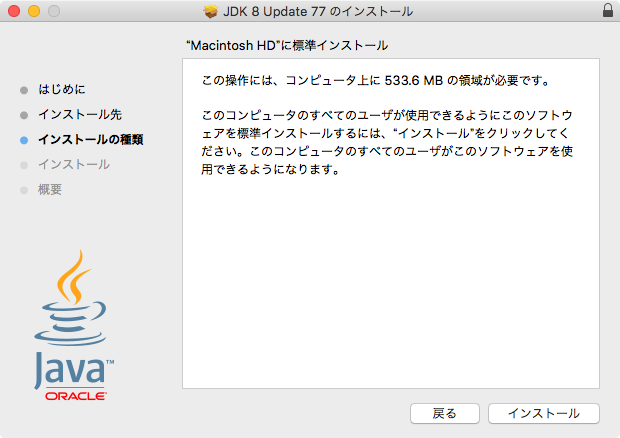 JDK 8 Update 77 のインストール
“Macintosh HD”に標準インストール
はじめに
インストール先
インストールの種類
インストール
概要
この操作には、コンピュータ上に 533.6 MB の領域が必要です。
このコンピュータのすべてのユーザが使用できるようにこのソフトウ
ェアを標準インストールするには、“インストール”をクリックしてく
ださい。このコンピュータのすべてのユーザがこのソフトウェアを使
用できるようになります。
Java™
ORACLE
戻る
インストール